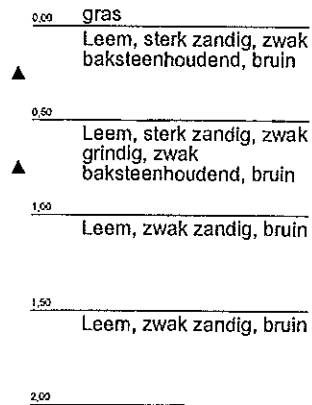 0,00 gras
Leem, sterk zandig, zwak
baksteenhoudend, bruin
0,50
Leem, sterk zandig, zwak
grindig, zwak
baksteenhoudend, bruin
1,00
Leem, zwak zandig, bruin
1,50
Leem, zwak zandig, bruin
2,00